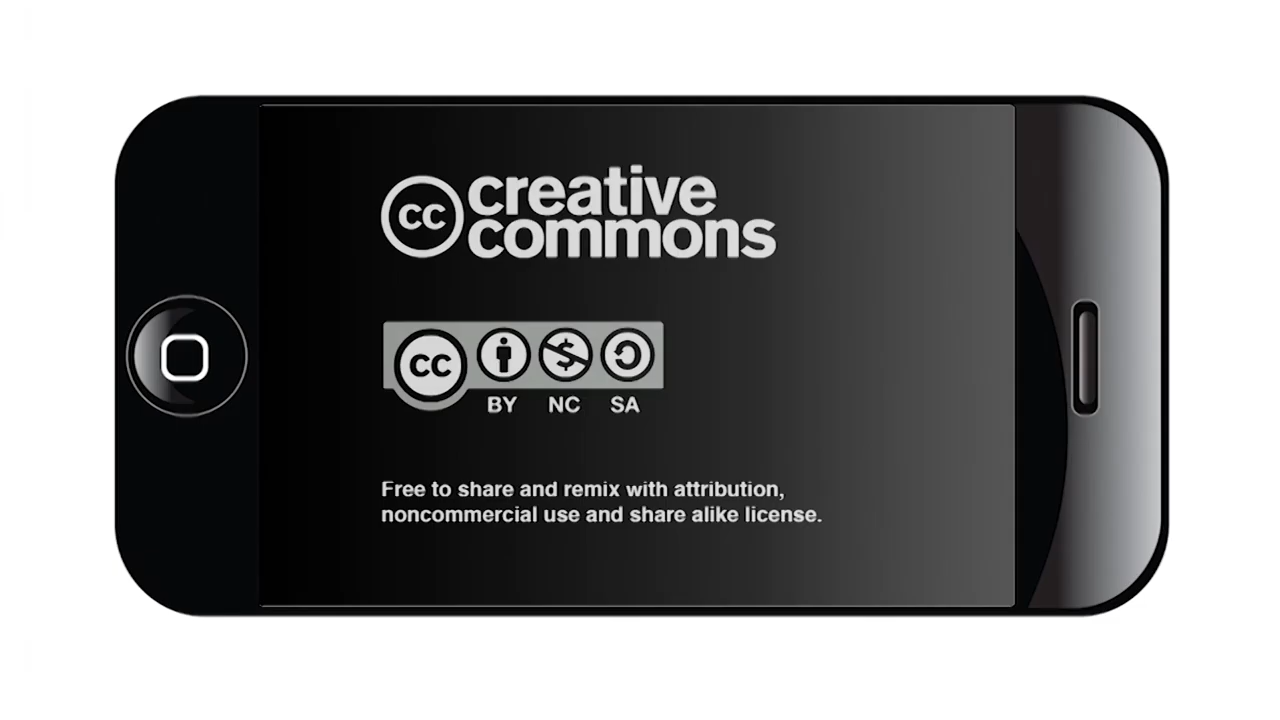 cc creative
commons
cc
BY NC SA
Free to share and remix with attribution,
noncommercial use and share alike license.